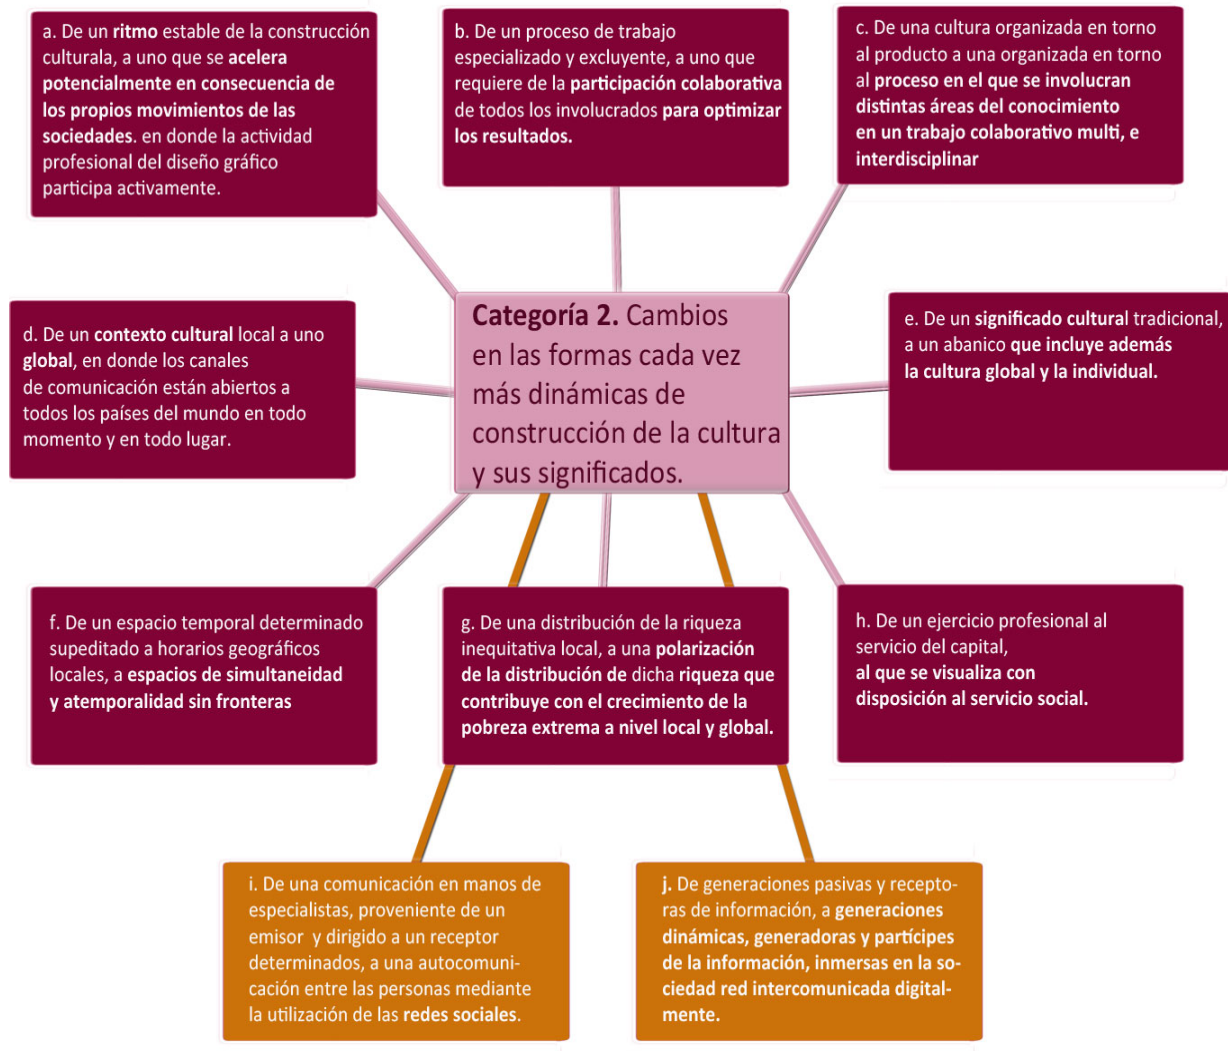 a. De un ritmo estable de la construcción
culturala, a uno que se acelera
potencialmente en consecuencia de
los propios movimientos de las
sociedades. en donde la actividad
profesional del diseño gráfico
participa activamente.
b. De un proceso de trabajo
especializado y excluyente, a uno que
requiere de la participación colaborativa
de todos los involucrados para optimizar
los resultados.
c. De una cultura organizada en torno
al producto a una organizada en torno
al proceso en el que se involucran
distintas áreas del conocimiento
en un trabajo colaborativo multi, e
interdisciplinar
d. De un contexto cultural local a uno
global, en donde los canales
de comunicación están abiertos a
todos los países del mundo en todo
momento y en todo lugar.
Categoría 2. Cambios
en las formas cada vez
más dinámicas de
construcción de la cultura
y sus significados.
e. De un significado cultural tradicional,
a un abanico que incluye además
la cultura global y la individual.
f. De un espacio temporal determinado
supeditado a horarios geográficos
locales, a espacios de simultaneidad
y atemporalidad sin fronteras
g. De una distribución de la riqueza
inequitativa local, a una polarización
de la distribución de dicha riqueza que
contribuye con el crecimiento de la
pobreza extrema a nivel local y global.
h. De un ejercicio profesional al
servicio del capital,
al que se visualiza con
disposición al servicio social.
i. De una comunicación en manos de
especialistas, proveniente de un
emisor y dirigido a un receptor
determinados, a una autocomuni-
cación entre las personas mediante
la utilización de las redes sociales.
j. De generaciones pasivas y recepto-
ras de información, a generaciones
dinámicas, generadoras y partícipes
de la información, inmersas en la so-
ciedad red intercomunicada digital-
mente.